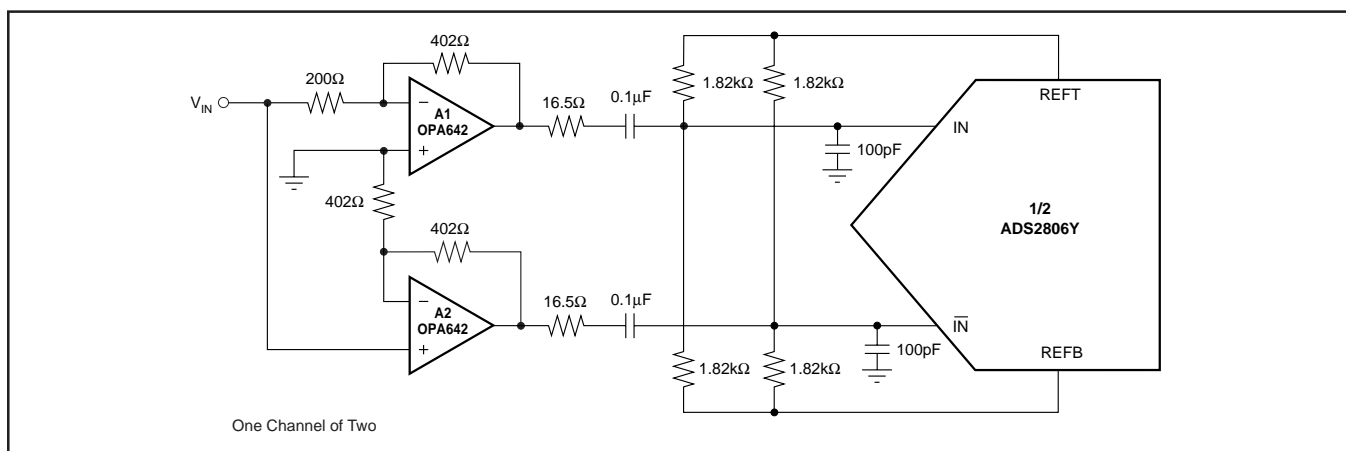 402Ω
200Ω
1.82kΩ
1.82kΩ
0.1µF
16.5Ω
REFT
V_IN
−
A1
OPA642
+
IN
100pF
402Ω
1/2
ADS2806Y
402Ω
0.1µF
16.5Ω
−
A2
OPA642
+
I̅N̅
100pF
REFB
1.82kΩ
1.82kΩ
One Channel of Two